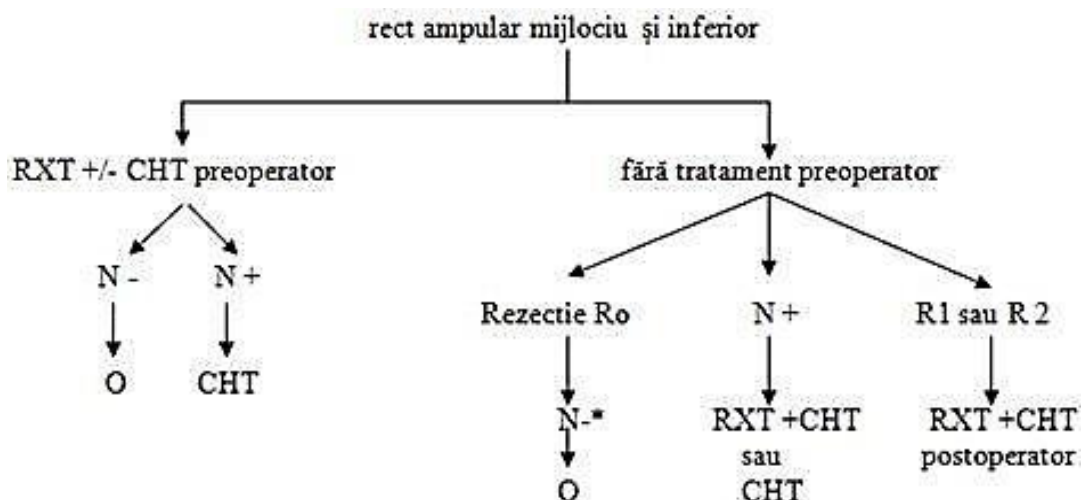 rect ampular mijlociu și inferior
RXT +/- CHT preoperator
fără tratament preoperator
N -
N +
Rezectie Ro
N +
R1 sau R 2
O
CHT
N-*
RXT +CHT
sau
CHT
RXT +CHT
postoperator
O